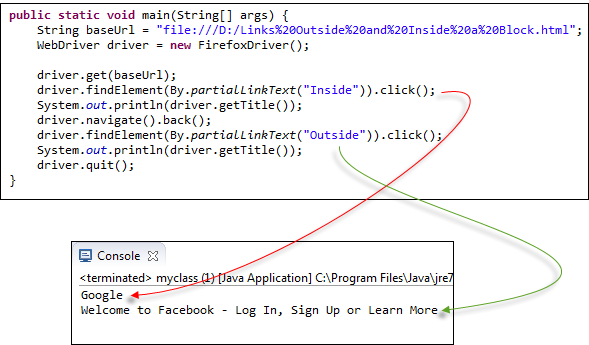 public static void main(String[] args) {
String baseUrl = "file:///D:/Links%20Outside%20and%20Inside%20a%20Block.html";
WebDriver driver = new FirefoxDriver();
driver.get(baseUrl);
driver.findElement(By.partialLinkText("Inside")).click();
System.out.println(driver.getTitle());
driver.navigate().back();
driver.findElement(By.partialLinkText("Outside")).click();
System.out.println(driver.getTitle());
driver.quit();
}
Console
<terminated> myclass (1) [Java Application] C:\Program Files\Java\jre7
Google
Welcome to Facebook - Log In, Sign Up or Learn More